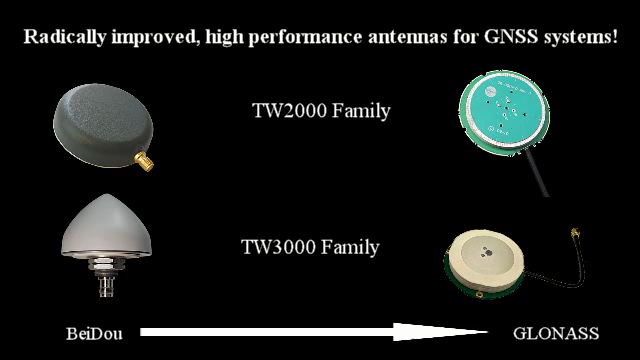 Radically improved, high performance antennas for GNSS systems!
TW2000 Family
TW3000 Family
BeiDou
GLONASS